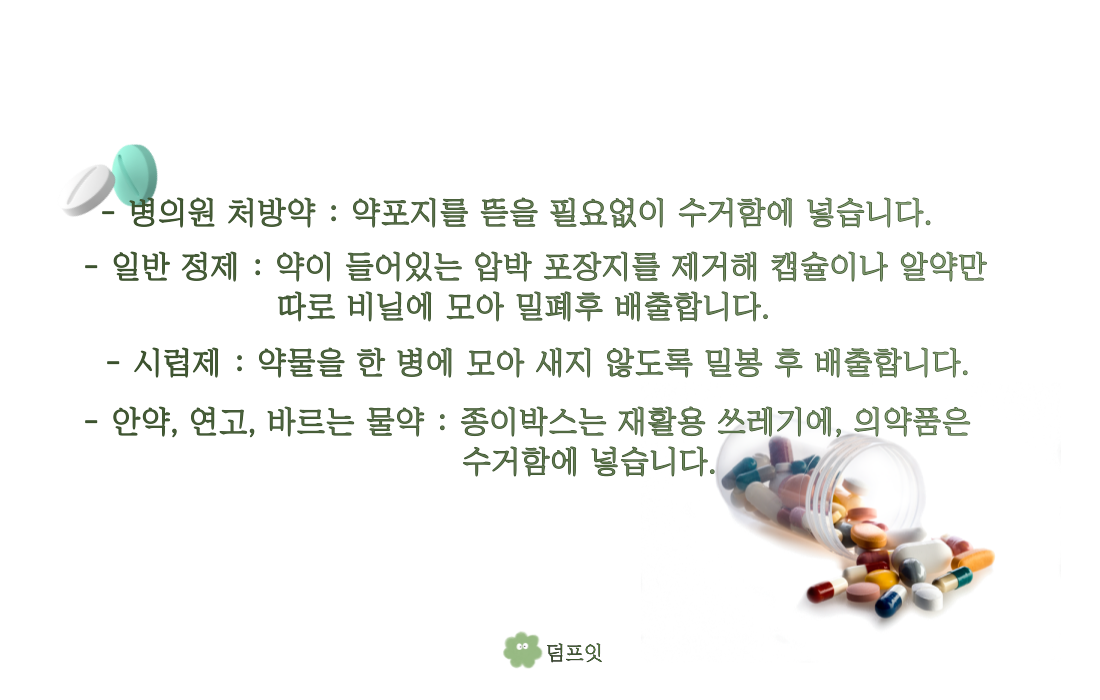 - 병의원 처방약 : 약포지를 뜯을 필요없이 수거함에 넣습니다.
- 일반 정제 : 약이 들어있는 압박 포장지를 제거해 캡슐이나 알약만
따로 비닐에 모아 밀폐후 배출합니다.
- 시럽제 : 약물을 한 병에 모아 새지 않도록 밀봉 후 배출합니다.
- 안약, 연고, 바르는 물약 : 종이박스는 재활용 쓰레기에, 의약품은
수거함에 넣습니다.
덤프잇